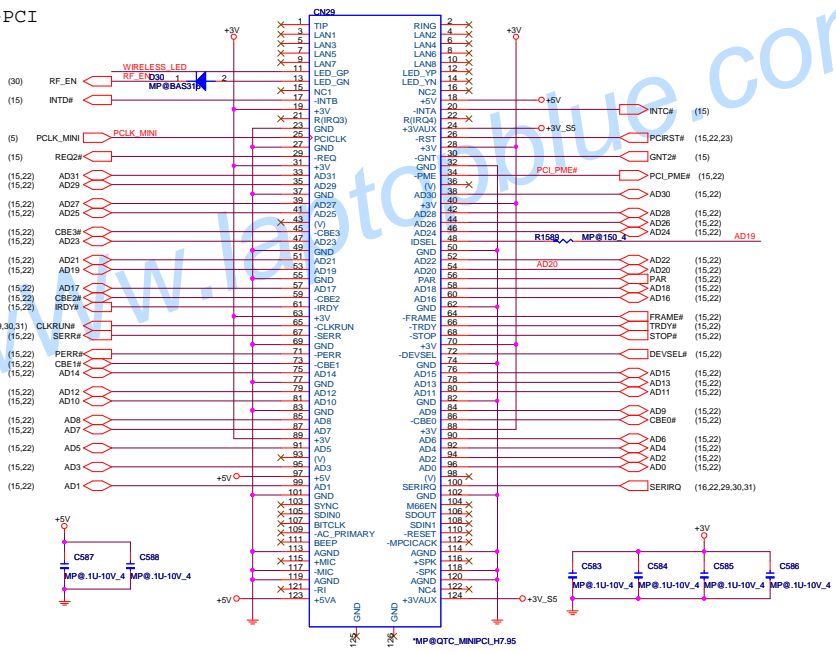 PCI
CN29
+3V
+3V
1 TIP RING 2
3 LAN1 LAN2 4
5 LAN3 LAN4 6
7 LAN5 LAN6 8
9 LAN7 LAN8 10
WIRELESS_LED 11 LED_GP LED_YP 12
(30) RF_EN RF_EN D30 1 2 13 LED_GN LED_YN 14
MP@BAS316 15 NC1 NC2 16
(15) INTD# 17 -INTB +5V 18 +5V
19 +3V -INTA 20 INTC# (15)
21 R(IRQ3) R(IRQ4) 22
23 GND +3VAUX 24 +3V_S5
(5) PCLK_MINI PCLK_MINI 25 PCICLK -RST 26 PCIRST# (15,22,23)
27 GND +3V 28
(15) REQ2# 29 -REQ -GNT 30 GNT2# (15)
31 +3V GND 32
(15,22) AD31 33 AD31 -PME 34 PCI_PME# PCI_PME# (15,22)
(15,22) AD29 35 AD29 (V) 36
37 GND AD30 38 AD30 (15,22)
(15,22) AD27 39 AD27 +3V 40
(15,22) AD25 41 AD25 AD28 42 AD28 (15,22)
43 (V) AD26 44 AD26 (15,22)
(15,22) CBE3# 45 -CBE3 AD24 46 AD24 (15,22)
(15,22) AD23 47 AD23 IDSEL 48 R1589 MP@150_4 AD19
49 GND GND 50
(15,22) AD21 51 AD21 AD22 52 AD22 (15,22)
(15,22) AD19 53 AD19 AD20 54 AD20 AD20 (15,22)
55 GND PAR 56 PAR (15,22)
(15,22) AD17 57 AD17 AD18 58 AD18 (15,22)
(15,22) CBE2# 59 -CBE2 AD16 60 AD16 (15,22)
(15,22) IRDY# 61 -IRDY GND 62
63 +3V -FRAME 64 FRAME# (15,22)
,30,31) CLKRUN# 65 -CLKRUN -TRDY 66 TRDY# (15,22)
(15,22) SERR# 67 -SERR -STOP 68 STOP# (15,22)
69 GND +3V 70
(15,22) PERR# 71 -PERR -DEVSEL 72 DEVSEL# (15,22)
(15,22) CBE1# 73 -CBE1 GND 74
(15,22) AD14 75 AD14 AD15 76 AD15 (15,22)
77 GND AD13 78 AD13 (15,22)
(15,22) AD12 79 AD12 AD11 80 AD11 (15,22)
(15,22) AD10 81 AD10 GND 82
83 GND AD9 84 AD9 (15,22)
(15,22) AD8 85 AD8 -CBE0 86 CBE0# (15,22)
(15,22) AD7 87 AD7 +3V 88
89 +3V AD6 90 AD6 (15,22)
(15,22) AD5 91 AD5 AD4 92 AD4 (15,22)
93 (V) AD2 94 AD2 (15,22)
(15,22) AD3 95 AD3 AD0 96 AD0 (15,22)
+5V 97 +5V (V) 98
(15,22) AD1 99 AD1 SERIRQ 100 SERIRQ (16,22,29,30,31)
101 GND GND 102
103 SYNC M66EN 104
105 SDIN0 SDOUT 106
107 BITCLK SDIN1 108
109 -AC_PRIMARY -RESET 110
111 BEEP -MPCICACK 112
113 AGND AGND 114
115 +MIC +SPK 116
117 -MIC -SPK 118
119 AGND AGND 120
121 -RI NC4 122
+5V 123 +5VA +3VAUX 124 +3V_S5
GND GND
125 126
*MP@QTC_MINIPCI_H7.95
+5V
C587 C588
MP@.1U-10V_4 MP@.1U-10V_4
+3V
C583 C584 C585 C586
MP@.1U-10V_4 MP@.1U-10V_4 MP@.1U-10V_4 MP@.1U-10V_4
www.laptopblue.com